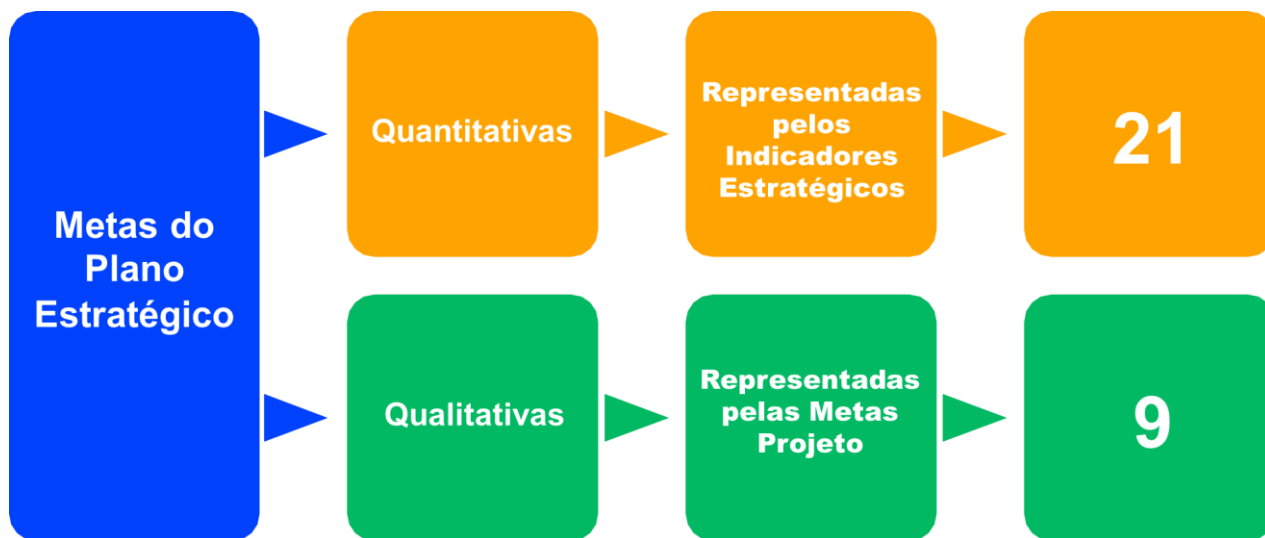 Metas do
Plano
Estratégico
Quantitativas
Representadas
pelos
Indicadores
Estratégicos
21
Qualitativas
Representadas
pelas Metas
Projeto
9